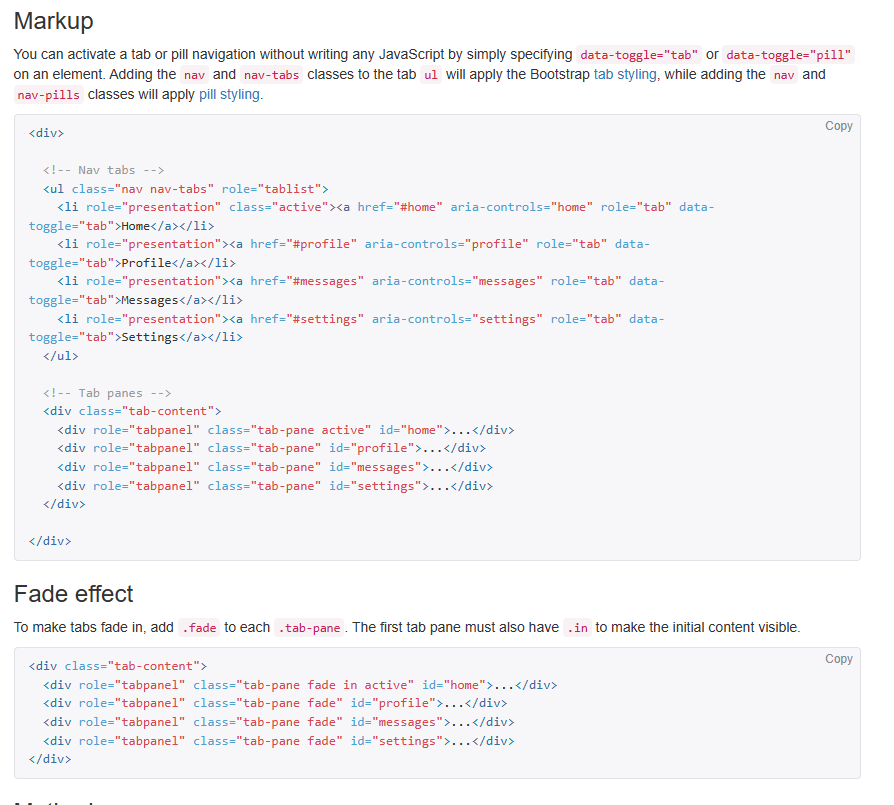 Markup
You can activate a tab or pill navigation without writing any JavaScript by simply specifying data-toggle="tab" or data-toggle="pill"
on an element. Adding the nav and nav-tabs classes to the tab ul will apply the Bootstrap tab styling, while adding the nav and
nav-pills classes will apply pill styling.
Copy
<div>
<!-- Nav tabs -->
<ul class="nav nav-tabs" role="tablist">
<li role="presentation" class="active"><a href="#home" aria-controls="home" role="tab" data-
toggle="tab">Home</a></li>
<li role="presentation"><a href="#profile" aria-controls="profile" role="tab" data-
toggle="tab">Profile</a></li>
<li role="presentation"><a href="#messages" aria-controls="messages" role="tab" data-
toggle="tab">Messages</a></li>
<li role="presentation"><a href="#settings" aria-controls="settings" role="tab" data-
toggle="tab">Settings</a></li>
</ul>
<!-- Tab panes -->
<div class="tab-content">
<div role="tabpanel" class="tab-pane active" id="home">...</div>
<div role="tabpanel" class="tab-pane" id="profile">...</div>
<div role="tabpanel" class="tab-pane" id="messages">...</div>
<div role="tabpanel" class="tab-pane" id="settings">...</div>
</div>
</div>
Fade effect
To make tabs fade in, add .fade to each .tab-pane. The first tab pane must also have .in to make the initial content visible.
Copy
<div class="tab-content">
<div role="tabpanel" class="tab-pane fade in active" id="home">...</div>
<div role="tabpanel" class="tab-pane fade" id="profile">...</div>
<div role="tabpanel" class="tab-pane fade" id="messages">...</div>
<div role="tabpanel" class="tab-pane fade" id="settings">...</div>
</div>